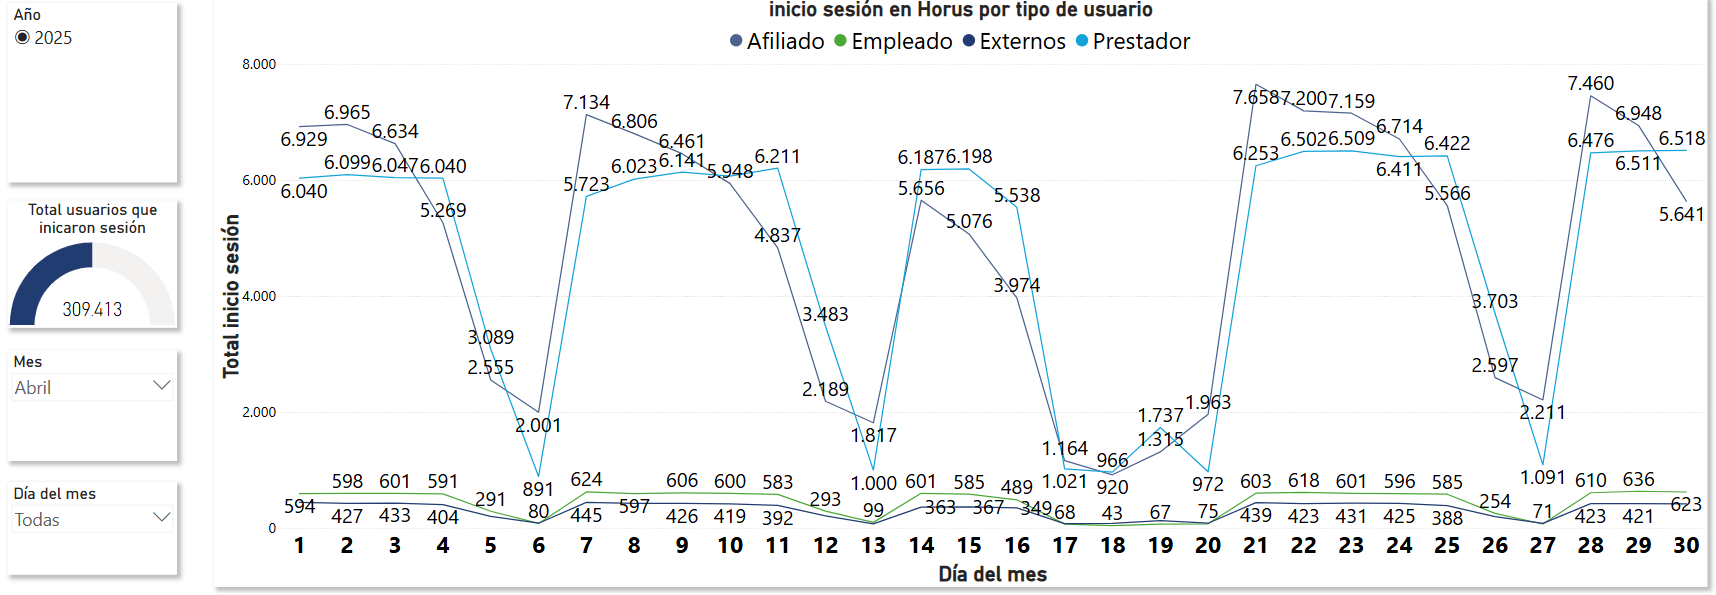 Año
2025
Total usuarios que
inicaron sesión
309.413
Mes
Abril
Día del mes
Todas
inicio sesión en Horus por tipo de usuario
Afiliado Empleado Externos Prestador
Total inicio sesión
8.000
6.000
4.000
2.000
0
6.929 6.965 6.634 5.269 2.555 2.001 7.134 6.806 6.461 5.948 4.837 2.189 1.817 5.656 5.076 3.974 1.164 920 1.315 1.963 7.658 7.200 7.159 6.714 5.566 2.597 2.211 7.460 6.948 5.641
6.040 6.099 6.047 6.040 3.089 891 5.723 6.023 6.141 6.211 3.483 1.000 6.187 6.198 5.538 1.021 966 1.737 972 6.253 6.502 6.509 6.411 6.422 3.703 1.091 6.476 6.511 6.518
594 598 601 591 291 80 624 597 606 600 583 293 99 601 585 489 68 43 67 75 603 618 601 596 585 254 71 610 636 623
427 433 404 445 426 419 392 363 367 349 439 423 431 425 388 423 421
1 2 3 4 5 6 7 8 9 10 11 12 13 14 15 16 17 18 19 20 21 22 23 24 25 26 27 28 29 30
Día del mes